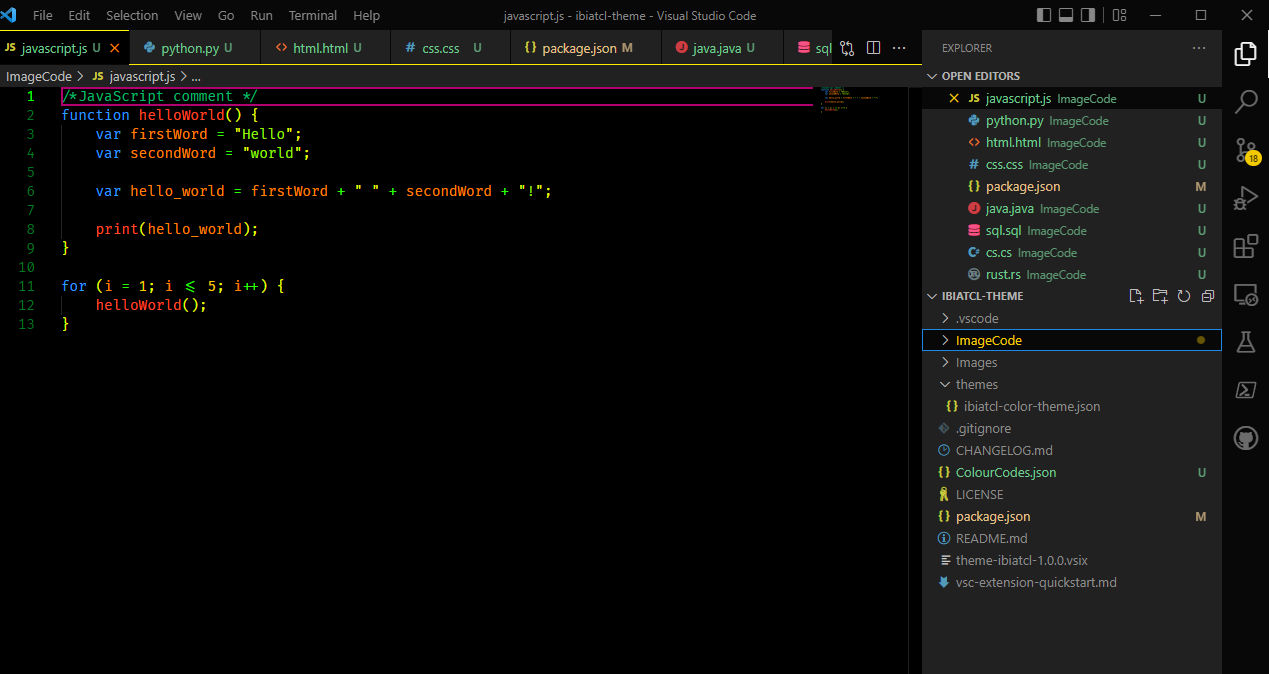 File Edit Selection View Go Run Terminal Help javascript.js - ibiatcl-theme - Visual Studio Code
JS javascript.js U python.py U html.html U # css.css U {} package.json M J java.java U sql
ImageCode > JS javascript.js > ...
1 /*JavaScript comment */
2 function helloWorld() {
3 var firstWord = "Hello";
4 var secondWord = "world";
5
6 var hello_world = firstWord + " " + secondWord + "!";
7
8 print(hello_world);
9 }
10
11 for (i = 1; i <= 5; i++) {
12 helloWorld();
13 }
EXPLORER
OPEN EDITORS
JS javascript.js ImageCode U
python.py ImageCode U
<> html.html ImageCode U
# css.css ImageCode U
{} package.json M
J java.java ImageCode U
sql.sql ImageCode U
C# cs.cs ImageCode U
rust.rs ImageCode U
IBIATCL-THEME
.vscode
ImageCode
Images
themes
{} ibiatcl-color-theme.json
.gitignore
CHANGELOG.md
{} ColourCodes.json U
LICENSE
{} package.json M
README.md
theme-ibiatcl-1.0.0.vsix
vsc-extension-quickstart.md
18